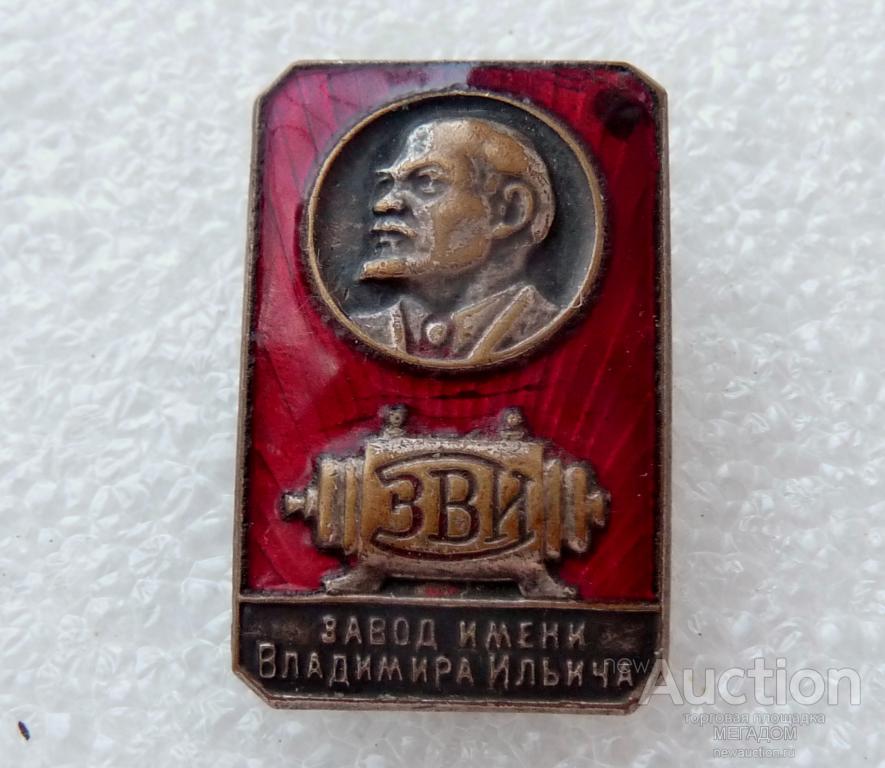 ЗВИ
ЗАВОД ИМЕНИ
ВЛАДИМИРА ИЛЬИЧА
newAuction
торговая площадка
МЕГАДОМ
newauction.ru